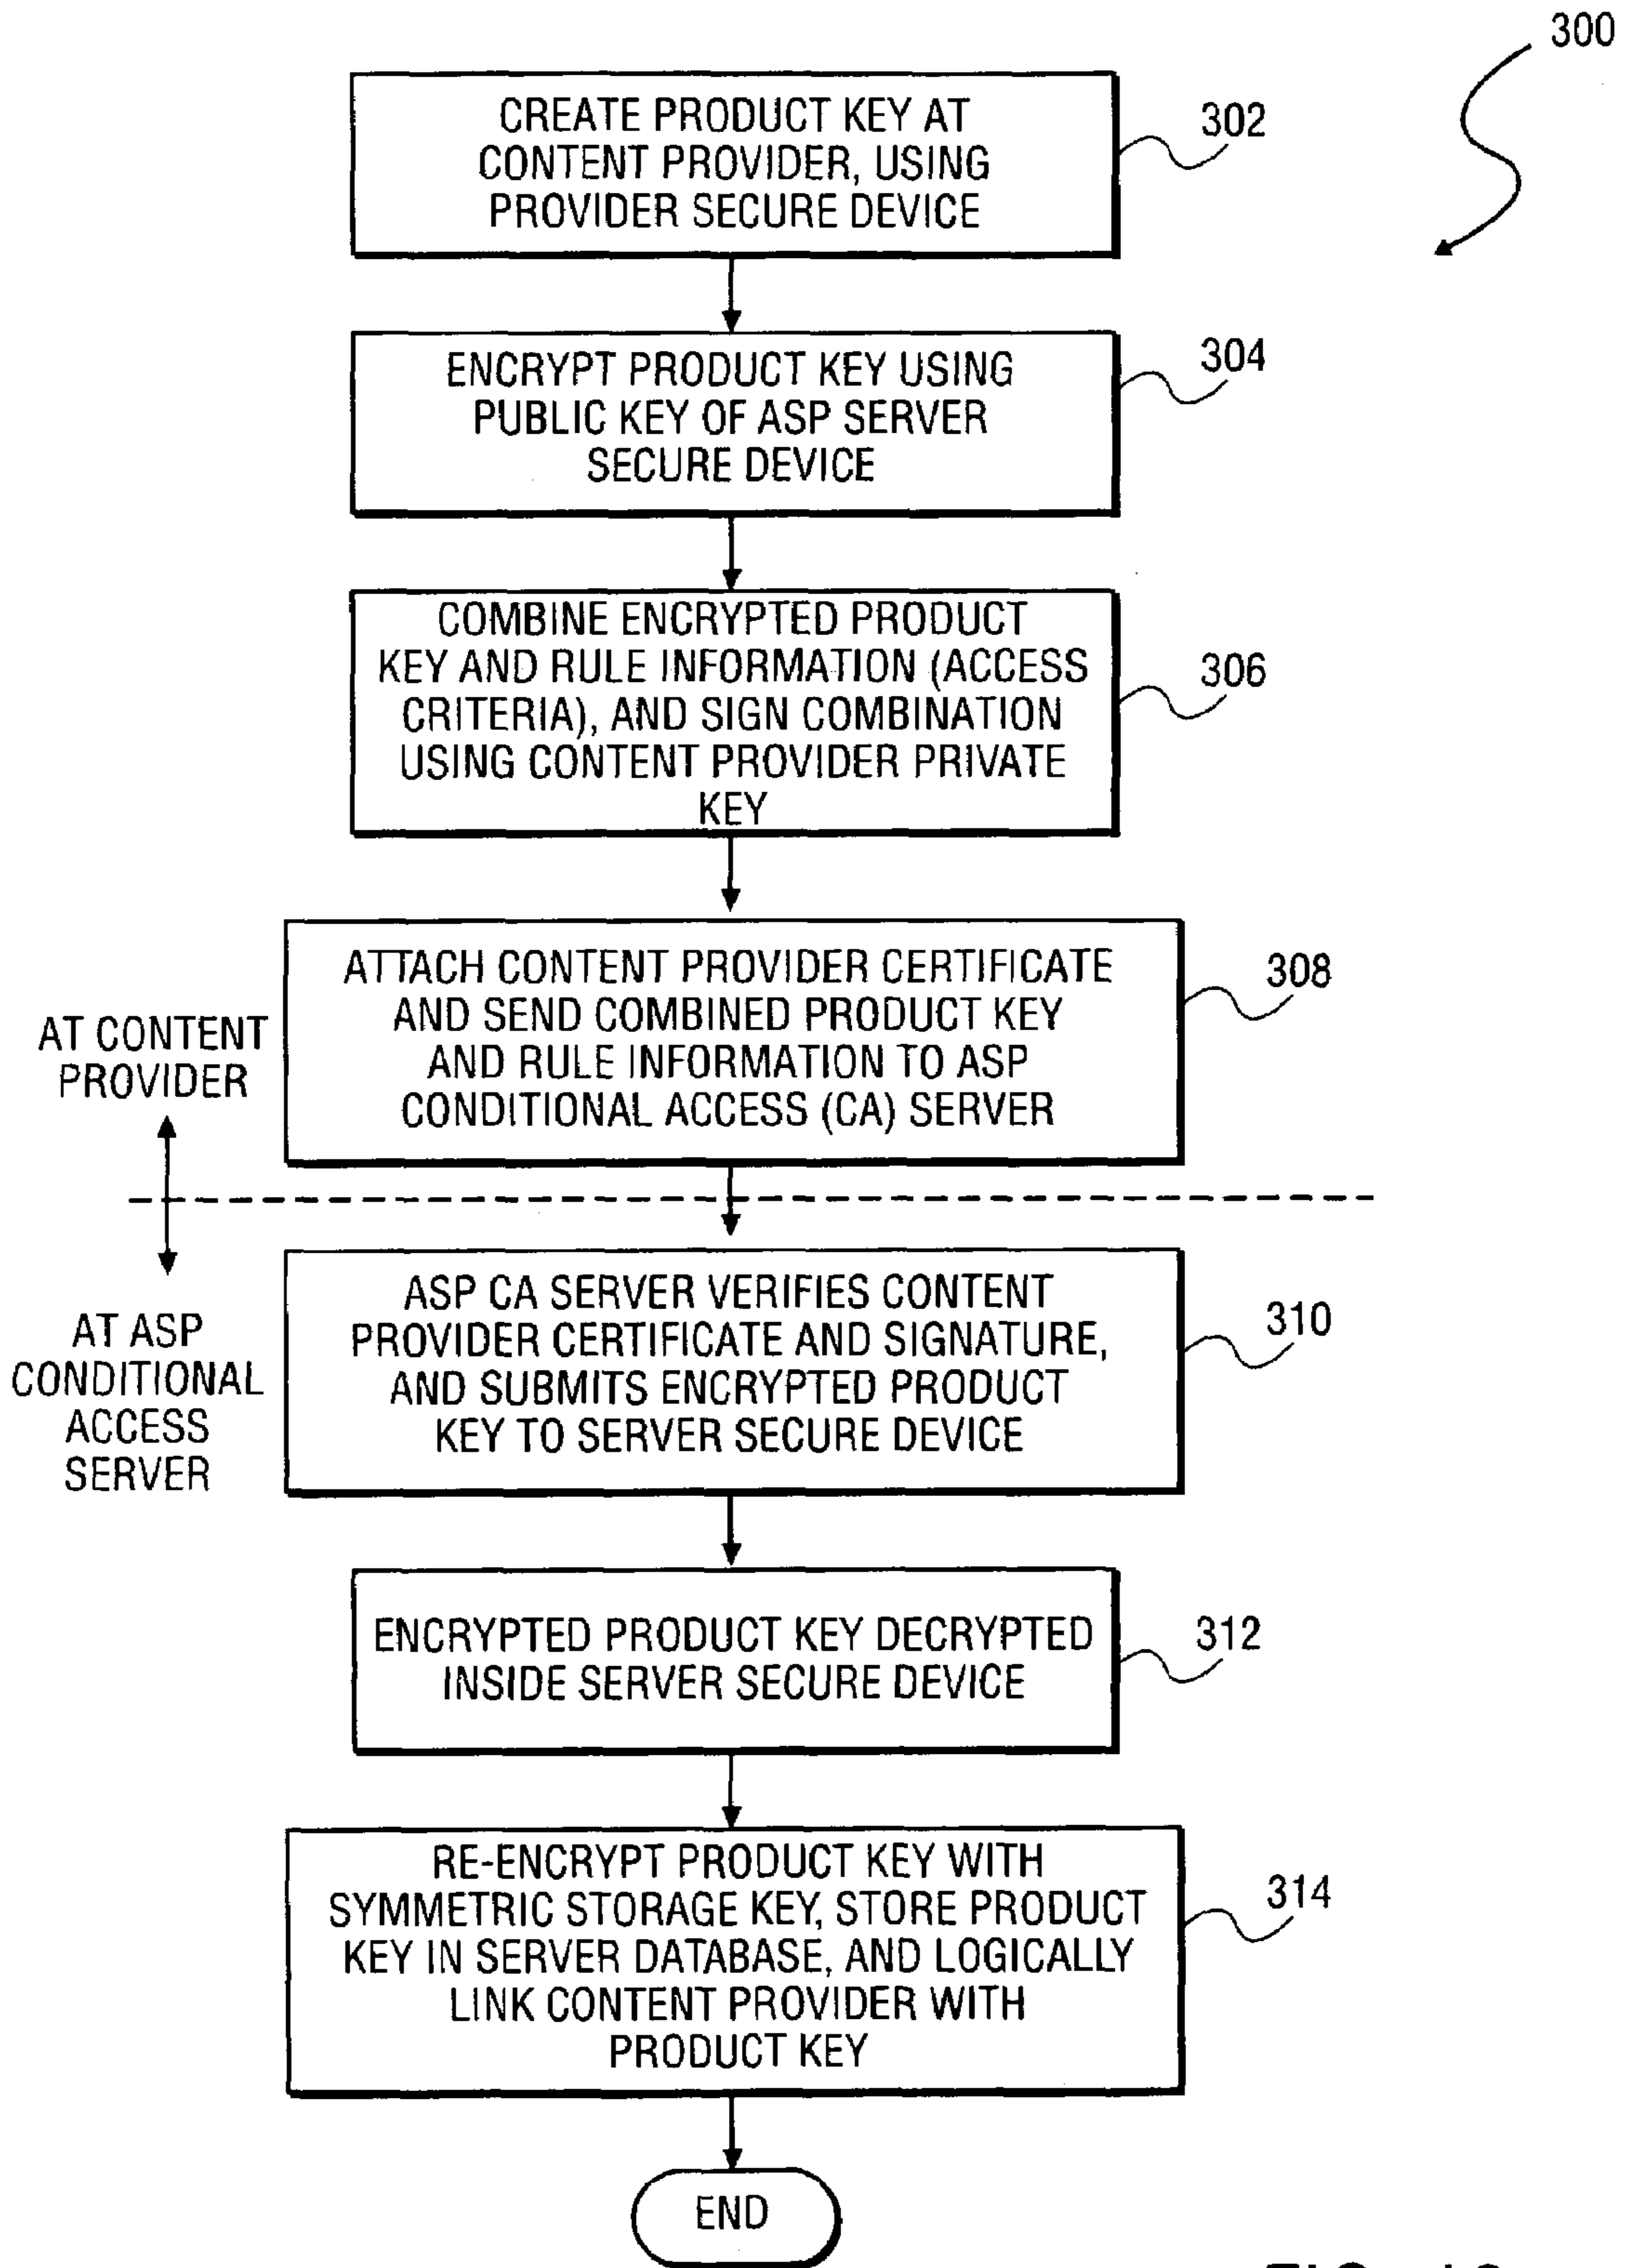 300
CREATE PRODUCT KEY AT
CONTENT PROVIDER, USING
PROVIDER SECURE DEVICE
302
ENCRYPT PRODUCT KEY USING
PUBLIC KEY OF ASP SERVER
SECURE DEVICE
304
COMBINE ENCRYPTED PRODUCT
KEY AND RULE INFORMATION (ACCESS
CRITERIA), AND SIGN COMBINATION
USING CONTENT PROVIDER PRIVATE
KEY
306
ATTACH CONTENT PROVIDER CERTIFICATE
AND SEND COMBINED PRODUCT KEY
AND RULE INFORMATION TO ASP
CONDITIONAL ACCESS (CA) SERVER
308
AT CONTENT
PROVIDER
AT ASP
CONDITIONAL
ACCESS
SERVER
ASP CA SERVER VERIFIES CONTENT
PROVIDER CERTIFICATE AND SIGNATURE,
AND SUBMITS ENCRYPTED PRODUCT
KEY TO SERVER SECURE DEVICE
310
ENCRYPTED PRODUCT KEY DECRYPTED
INSIDE SERVER SECURE DEVICE
312
RE-ENCRYPT PRODUCT KEY WITH
SYMMETRIC STORAGE KEY, STORE PRODUCT
KEY IN SERVER DATABASE, AND LOGICALLY
LINK CONTENT PROVIDER WITH
PRODUCT KEY
314
END